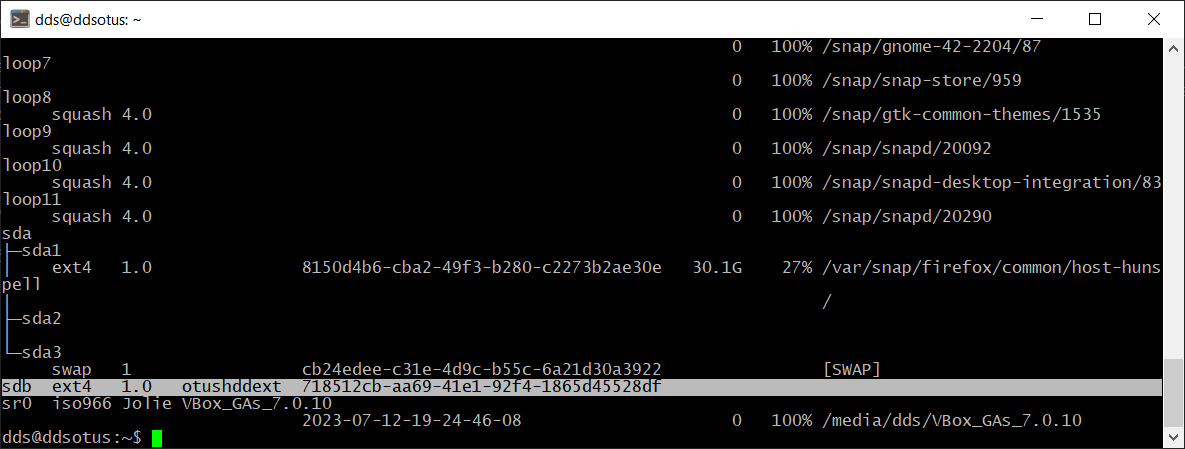 dds@ddsotus: ~
0 100% /snap/gnome-42-2204/87
loop7
0 100% /snap/snap-store/959
loop8
squash 4.0 0 100% /snap/gtk-common-themes/1535
loop9
squash 4.0 0 100% /snap/snapd/20092
loop10
squash 4.0 0 100% /snap/snapd-desktop-integration/83
loop11
squash 4.0 0 100% /snap/snapd/20290
sda
├─sda1
│ ext4 1.0 8150d4b6-cba2-49f3-b280-c2273b2ae30e 30.1G 27% /var/snap/firefox/common/host-huns
pell
│ /
├─sda2
│
└─sda3
swap 1 cb24edee-c31e-4d9c-b55c-6a21d30a3922 [SWAP]
sdb ext4 1.0 otushddext 718512cb-aa69-41e1-92f4-1865d45528df
sr0 iso966 Jolie VBox_GAs_7.0.10
2023-07-12-19-24-46-08 0 100% /media/dds/VBox_GAs_7.0.10
dds@ddsotus:~$